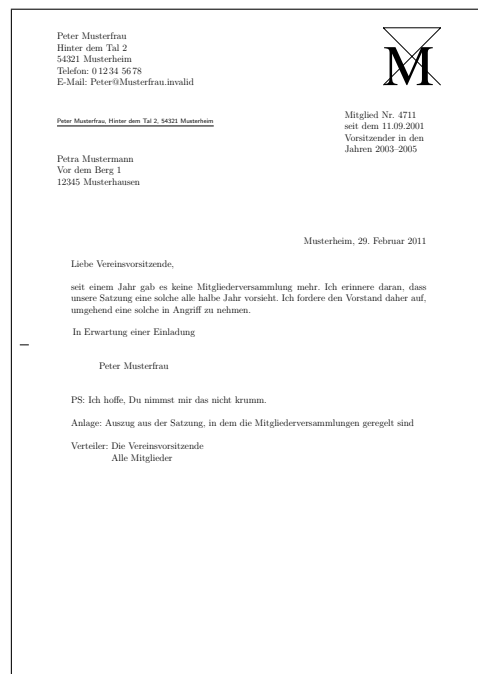 Peter Musterfrau
Hinter dem Tal 2
54321 Musterheim
Telefon: 0 12 34 56 78
E-Mail: Peter@Musterfrau.invalid
M
Peter Musterfrau, Hinter dem Tal 2, 54321 Musterheim
Mitglied Nr. 4711
seit dem 11.09.2001
Vorsitzender in den
Jahren 2003–2005
Petra Mustermann
Vor dem Berg 1
12345 Musterhausen
Musterheim, 29. Februar 2011
Liebe Vereinsvorsitzende,
seit einem Jahr gab es keine Mitgliederversammlung mehr. Ich erinnere daran, dass
unsere Satzung eine solche alle halbe Jahr vorsieht. Ich fordere den Vorstand daher auf,
umgehend eine solche in Angriff zu nehmen.
In Erwartung einer Einladung
Peter Musterfrau
PS: Ich hoffe, Du nimmst mir das nicht krumm.
Anlage: Auszug aus der Satzung, in dem die Mitgliederversammlungen geregelt sind
Verteiler: Die Vereinsvorsitzende
Alle Mitglieder